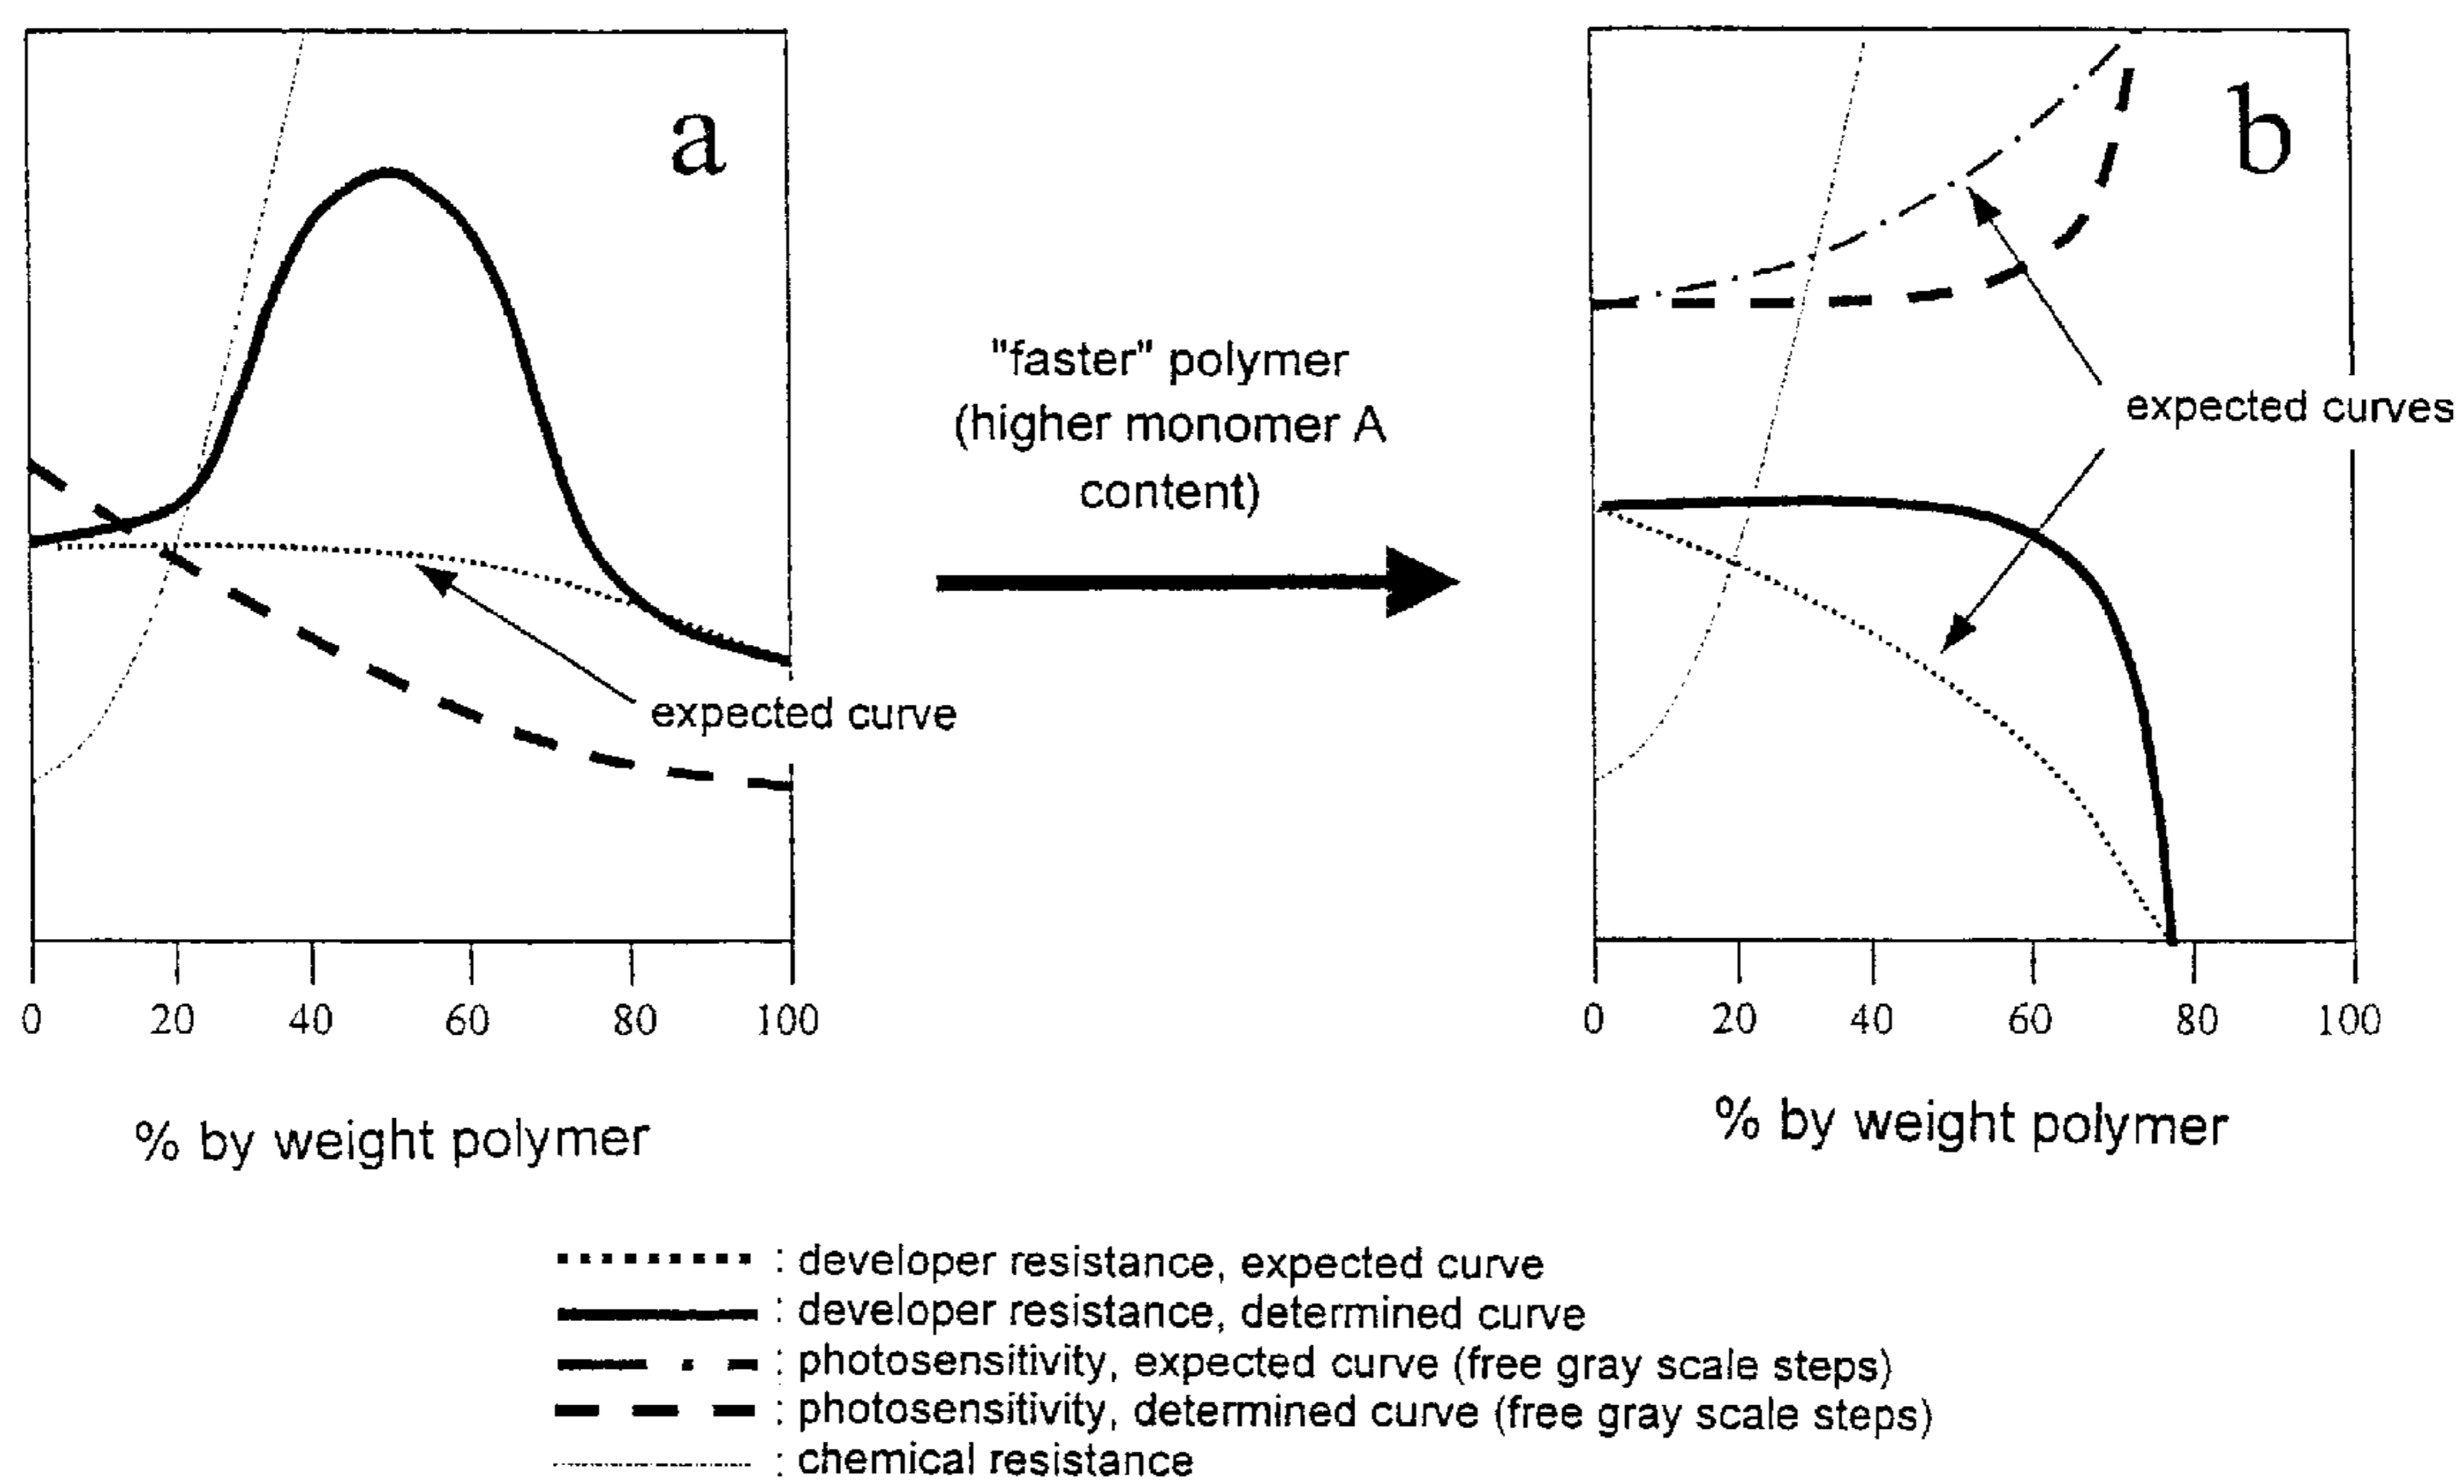 a
b
"faster" polymer
(higher monomer A
content)
expected curves
expected curve
0 20 40 60 80 100
0 20 40 60 80 100
% by weight polymer
% by weight polymer
: developer resistance, expected curve
: developer resistance, determined curve
: photosensitivity, expected curve (free gray scale steps)
: photosensitivity, determined curve (free gray scale steps)
: chemical resistance